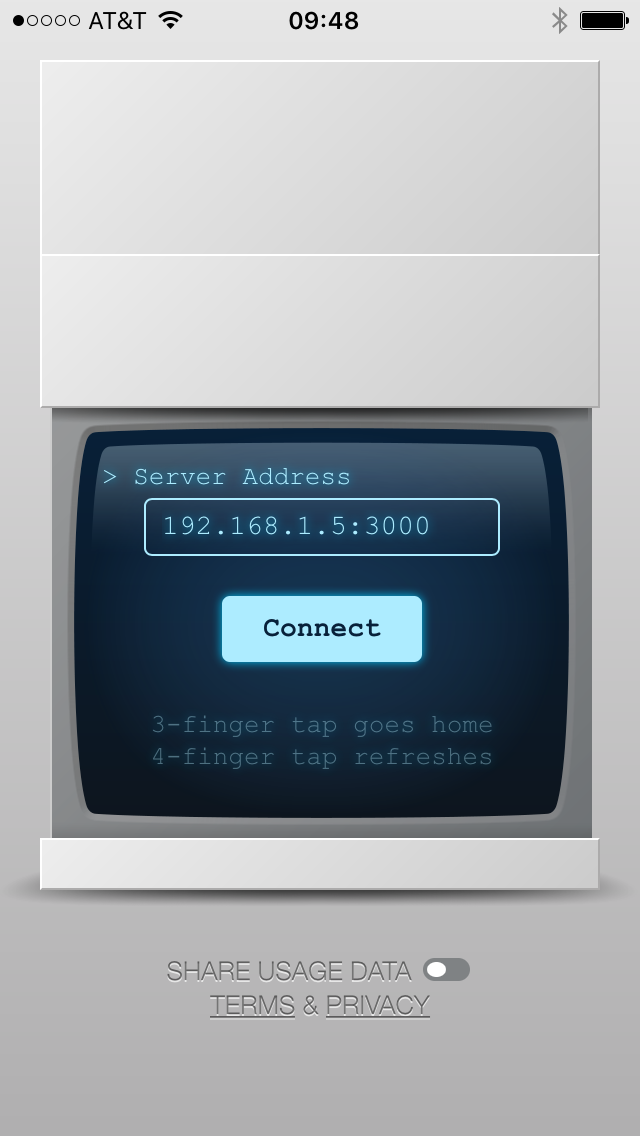 AT&T 09:48
> Server Address
192.168.1.5:3000
Connect
3-finger tap goes home
4-finger tap refreshes
SHARE USAGE DATA
TERMS & PRIVACY